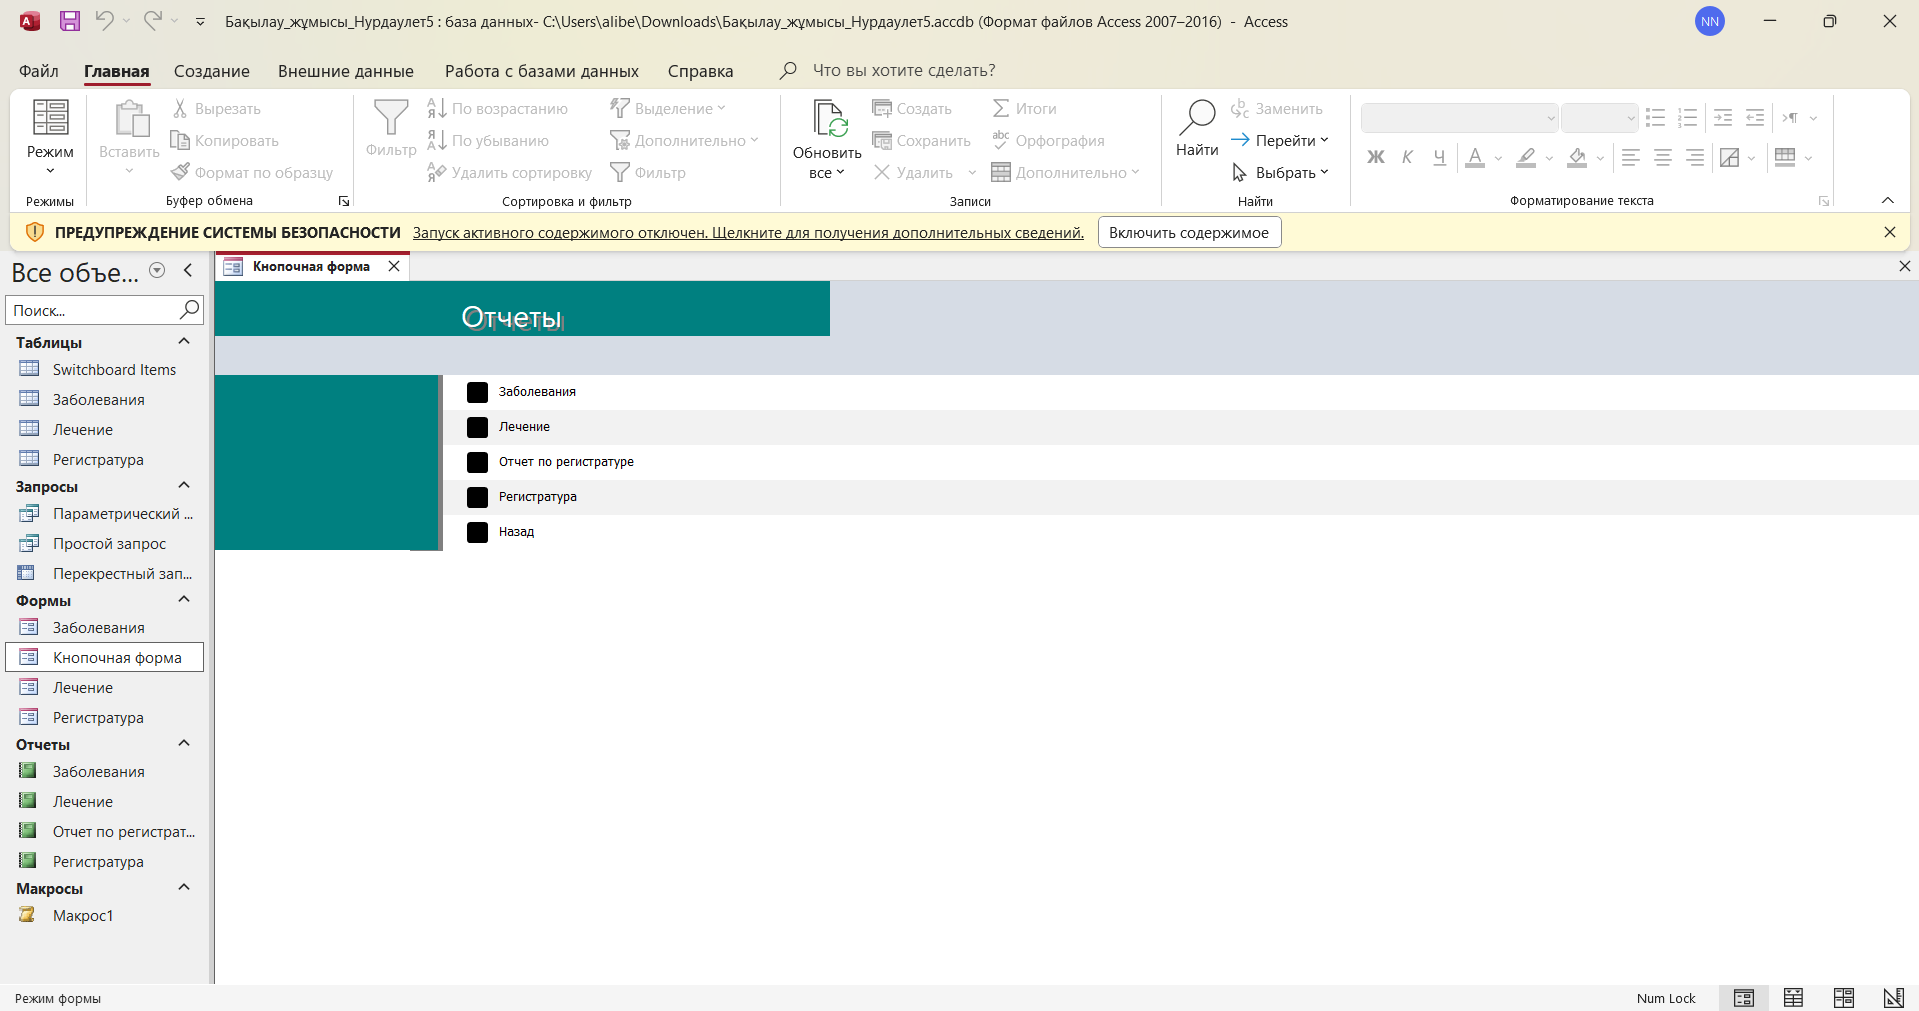 Бақылау_жұмысы_Нурдаулет5 : база данных- C:\Users\alibe\Downloads\Бақылау_жұмысы_Нурдаулет5.accdb (Формат файлов Access 2007–2016) - Access
NN
Файл Главная Создание Внешние данные Работа с базами данных Справка Что вы хотите сделать?
Режим
Режимы
Вставить
Вырезать
Копировать
Формат по образцу
Буфер обмена
Фильтр
По возрастанию
По убыванию
Удалить сортировку
Выделение
Дополнительно
Фильтр
Сортировка и фильтр
Обновить
все
Создать
Сохранить
Удалить
Итоги
Орфография
Дополнительно
Записи
Найти
Заменить
Перейти
Выбрать
Найти
Ж К Ч А
Форматирование текста
ПРЕДУПРЕЖДЕНИЕ СИСТЕМЫ БЕЗОПАСНОСТИ Запуск активного содержимого отключен. Щелкните для получения дополнительных сведений. Включить содержимое
Все объе...
Поиск...
Таблицы
Switchboard Items
Заболевания
Лечение
Регистратура
Запросы
Параметрический ...
Простой запрос
Перекрестный зап...
Формы
Заболевания
Кнопочная форма
Лечение
Регистратура
Отчеты
Заболевания
Лечение
Отчет по регистрат...
Регистратура
Макросы
Макрос1
Кнопочная форма
Отчеты
Заболевания
Лечение
Отчет по регистратуре
Регистратура
Назад
Режим формы
Num Lock